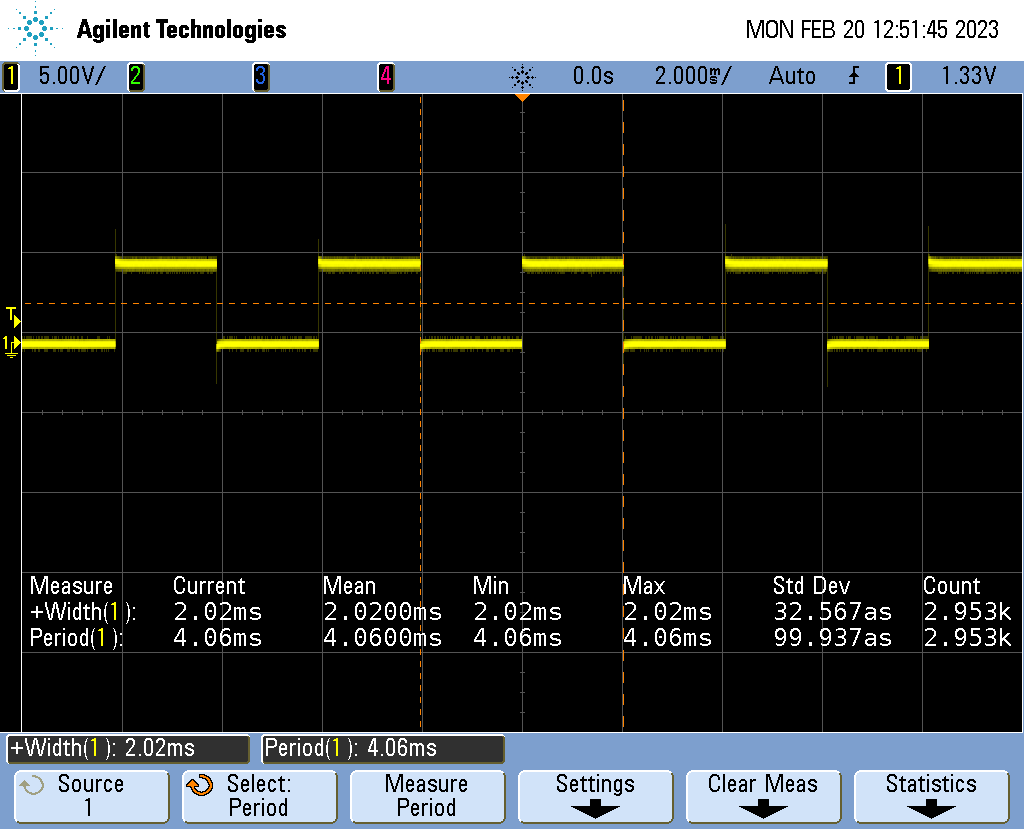 Agilent Technologies MON FEB 20 12:51:45 2023
1 5.00V/ 2 3 4 0.0s 2.000ms/ Auto 1 1.33V
T
1
Measure Current Mean Min Max Std Dev Count
+Width(1): 2.02ms 2.0200ms 2.02ms 2.02ms 32.567as 2.953k
Period(1): 4.06ms 4.0600ms 4.06ms 4.06ms 99.937as 2.953k
+Width(1): 2.02ms Period(1): 4.06ms
Source Select: Measure Settings Clear Meas Statistics
1 Period Period